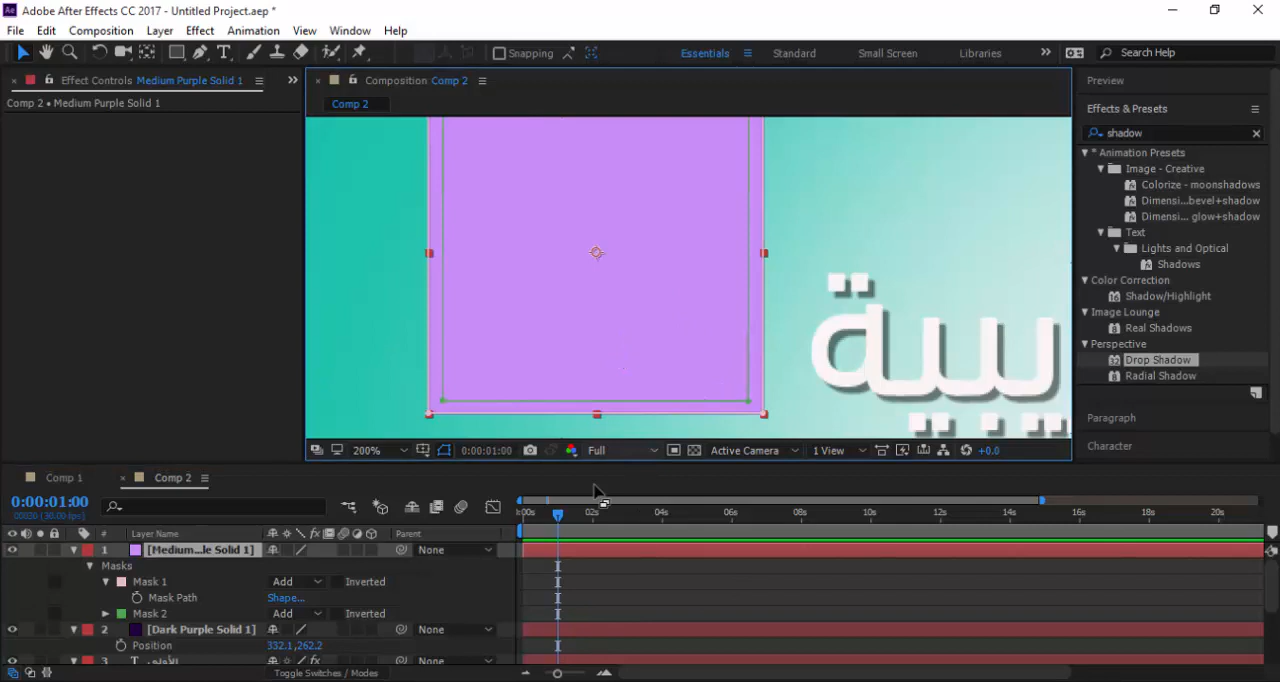 Adobe After Effects CC 2017 - Untitled Project.aep *
File Edit Composition Layer Effect Animation View Window Help
Snapping Essentials Standard Small Screen Libraries Search Help
Effect Controls Medium Purple Solid 1
Comp 2 • Medium Purple Solid 1
Composition Comp 2
Comp 2
Preview
Effects & Presets
shadow
* Animation Presets
Image - Creative
Colorize - moonshadows
Dimensi...bevel+shadow
Dimensi... glow+shadow
Text
Lights and Optical
Shadows
Color Correction
Shadow/Highlight
Image Lounge
Real Shadows
Perspective
Drop Shadow
Radial Shadow
Paragraph
Character
200% 0:00:01:00 Full Active Camera 1 View +0.0
Comp 1 Comp 2
0:00:01:00
00030 (30.00 fps)
:00s 02s 04s 06s 08s 10s 12s 14s 16s 18s 20s
# Layer Name Parent
1 [Medium...le Solid 1] None
Masks
Mask 1 Add Inverted
Mask Path Shape...
Mask 2 Add Inverted
2 [Dark Purple Solid 1] None
Position 332.1,262.2
3 T None
Toggle Switches / Modes